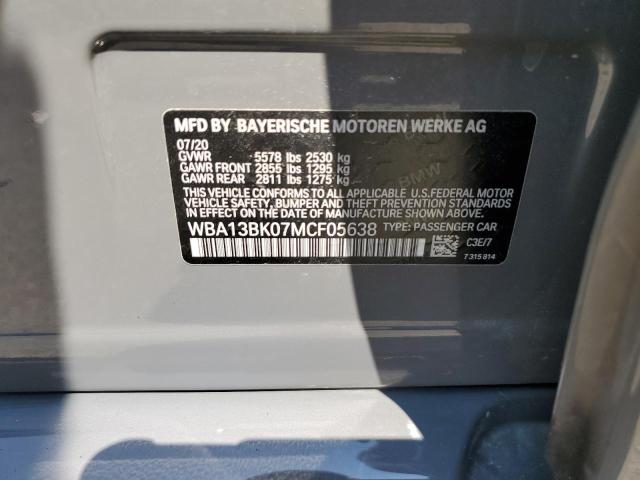 MFD BY BAYERISCHE MOTOREN WERKE AG
07/20
GVWR 5578 lbs 2530 kg
GAWR FRONT 2855 lbs 1295 kg
GAWR REAR 2811 lbs 1275 kg
THIS VEHICLE CONFORMS TO ALL APPLICABLE U.S.FEDERAL MOTOR
VEHICLE SAFETY, BUMPER AND THEFT PREVENTION STANDARDS
IN EFFECT ON THE DATE OF MANUFACTURE SHOWN ABOVE.
WBA13BK07MCF05638 TYPE: PASSENGER CAR
C3E/7
7 315 814
BMW